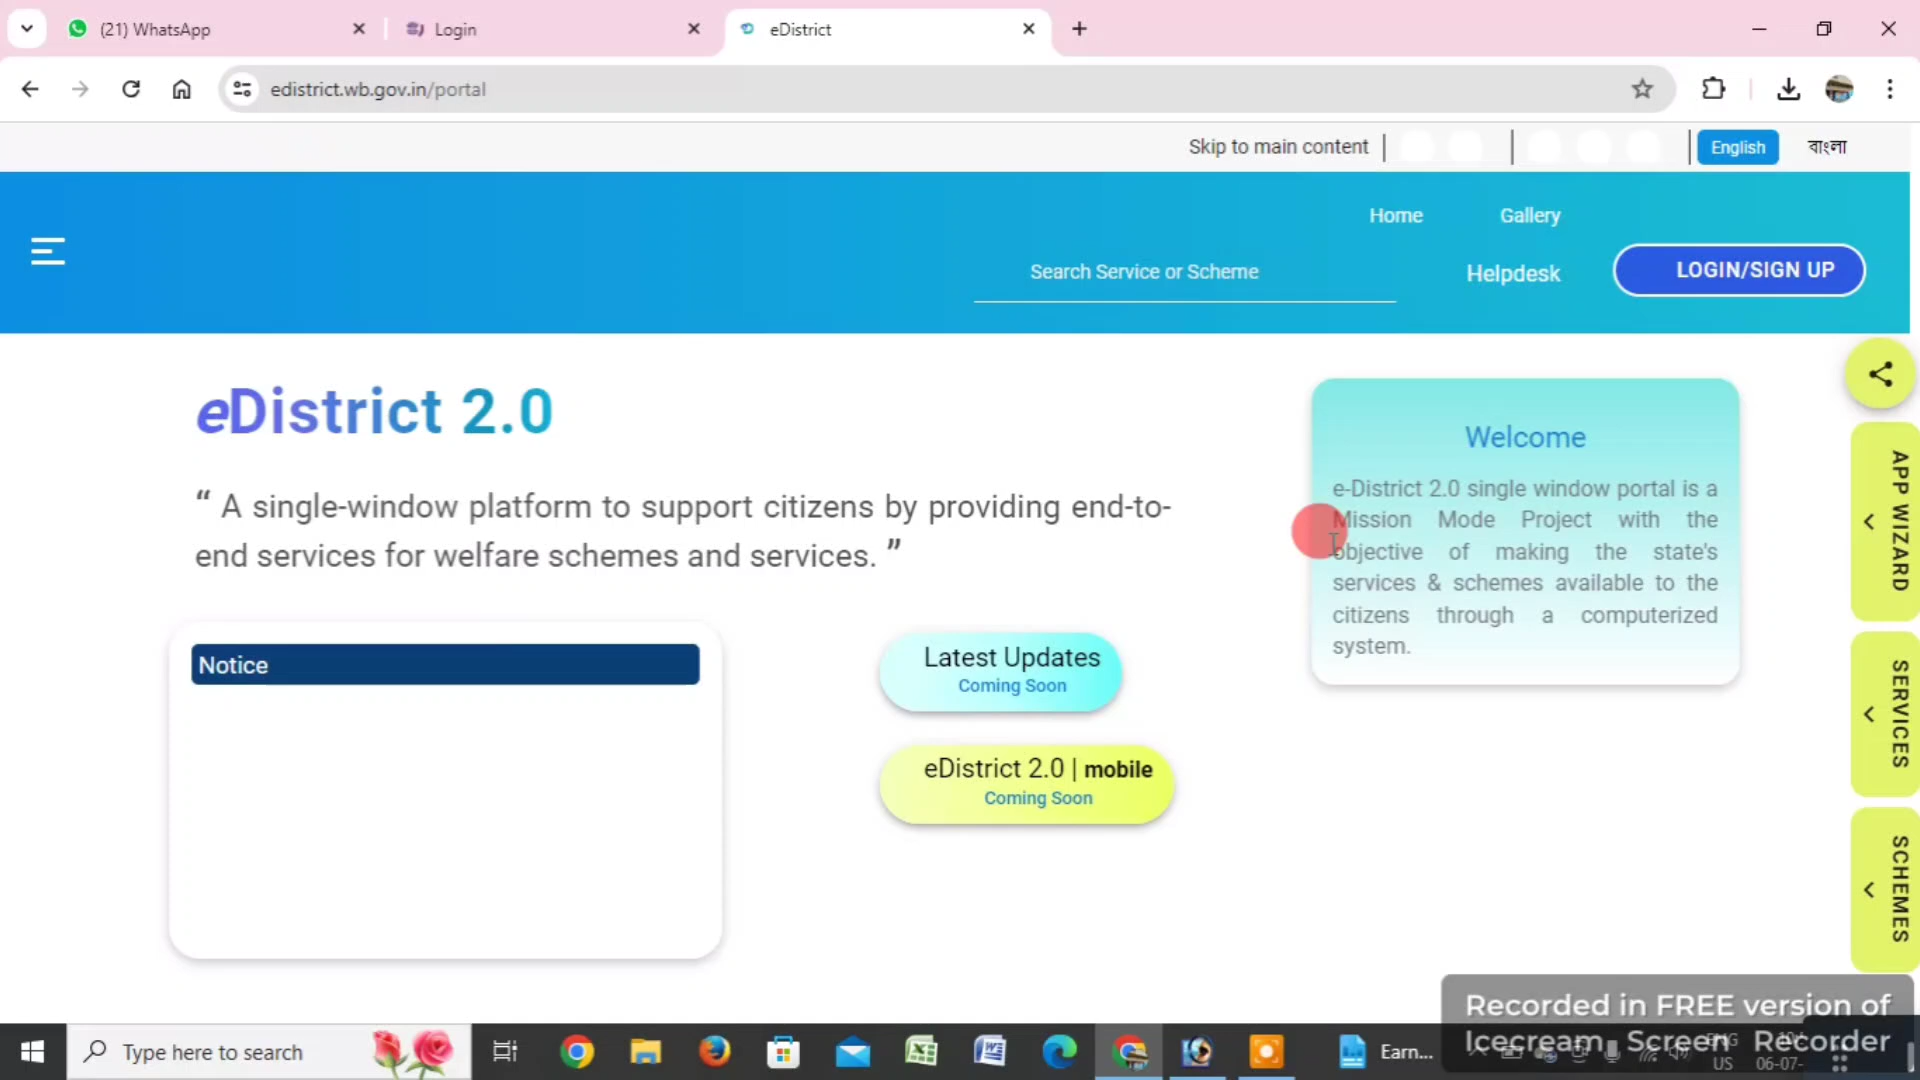 (21) WhatsApp
Login
eDistrict
edistrict.wb.gov.in/portal
Skip to main content
English
বাংলা
Home
Gallery
Search Service or Scheme
Helpdesk
LOGIN/SIGN UP
eDistrict 2.0
“ A single-window platform to support citizens by providing end-to-
end services for welfare schemes and services. ”
Welcome
e-District 2.0 single window portal is a
Mission Mode Project with the
objective of making the state's
services & schemes available to the
citizens through a computerized
system.
APP WIZARD
SERVICES
SCHEMES
Notice
Latest Updates
Coming Soon
eDistrict 2.0 | mobile
Coming Soon
Recorded in FREE version of
Icecream Screen Recorder
Type here to search
Earn...
ENG
US
06-07-